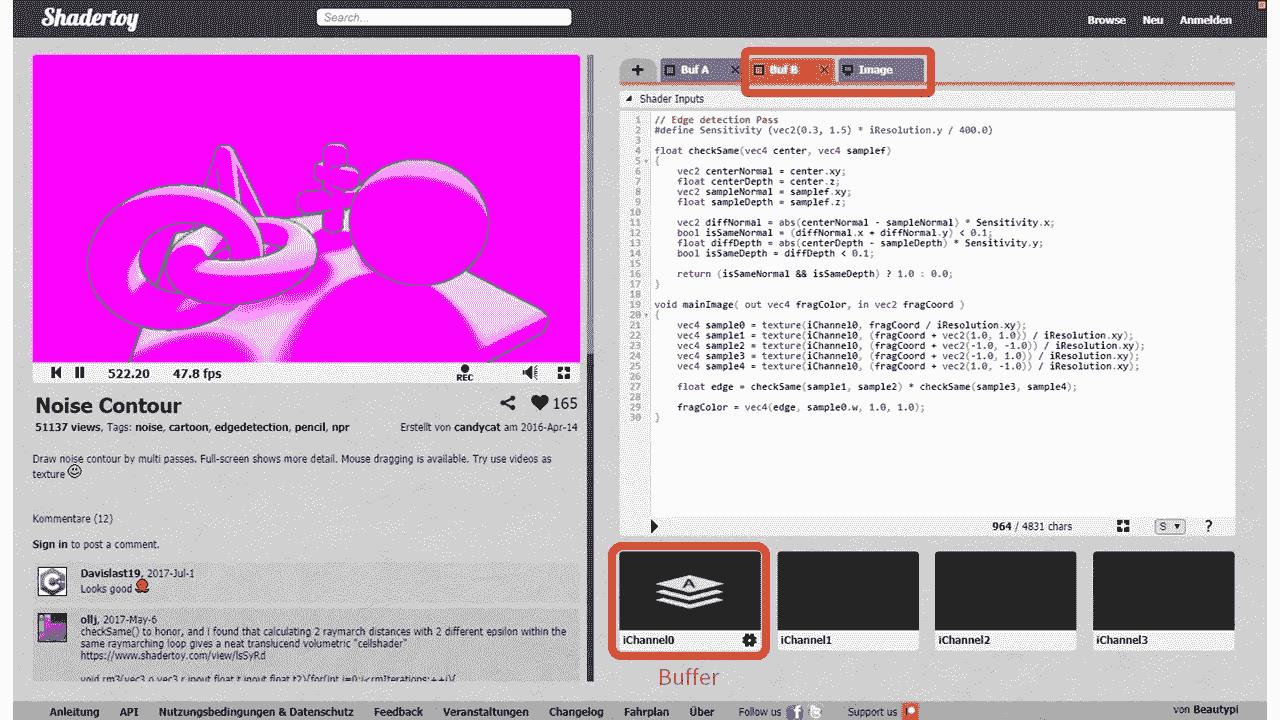 Shadertoy
Search...
Browse Neu Anmelden
+ Buf A Buf B Image
Shader Inputs
1 // Edge detection Pass
2 #define Sensitivity (vec2(0.3, 1.5) * iResolution.y / 400.0)
3
4 float checkSame(vec4 center, vec4 samplef)
5 {
6 vec2 centerNormal = center.xy;
7 float centerDepth = center.z;
8 vec2 sampleNormal = samplef.xy;
9 float sampleDepth = samplef.z;
10
11 vec2 diffNormal = abs(centerNormal - sampleNormal) * Sensitivity.x;
12 bool isSameNormal = (diffNormal.x + diffNormal.y) < 0.1;
13 float diffDepth = abs(centerDepth - sampleDepth) * Sensitivity.y;
14 bool isSameDepth = diffDepth < 0.1;
15
16 return (isSameNormal && isSameDepth) ? 1.0 : 0.0;
17 }
18
19 void mainImage( out vec4 fragColor, in vec2 fragCoord )
20 {
21 vec4 sample0 = texture(iChannel0, fragCoord / iResolution.xy);
22 vec4 sample1 = texture(iChannel0, (fragCoord + vec2(1.0, 1.0)) / iResolution.xy);
23 vec4 sample2 = texture(iChannel0, (fragCoord + vec2(-1.0, -1.0)) / iResolution.xy);
24 vec4 sample3 = texture(iChannel0, (fragCoord + vec2(-1.0, 1.0)) / iResolution.xy);
25 vec4 sample4 = texture(iChannel0, (fragCoord + vec2(1.0, -1.0)) / iResolution.xy);
26
27 float edge = checkSame(sample1, sample2) * checkSame(sample3, sample4);
28
29 fragColor = vec4(edge, sample0.w, 1.0, 1.0);
30 }
964 / 4831 chars S ?
A
iChannel0 iChannel1 iChannel2 iChannel3
Buffer
522.20 47.8 fps REC
Noise Contour 165
51137 views, Tags: noise, cartoon, edgedetection, pencil, npr Erstellt von candycat am 2016-Apr-14
Draw noise contour by multi passes. Full-screen shows more detail. Mouse dragging is available. Try use videos as
texture
Kommentare (12)
Sign in to post a comment.
Davislast19, 2017-Jul-1
Looks good
ollj, 2017-May-6
checkSame() to honor, and i found that calculating 2 raymarch distances with 2 different epsilon within the
same raymarching loop gives a neat translucend volumetric "cellshader"
https://www.shadertoy.com/view/lsSyRd
void rm3(vec3 o,vec3 r,inout float t,inout float t2){for(int i=0;i<rmIterations;++i){
Anleitung API Nutzungsbedingungen & Datenschutz Feedback Veranstaltungen Changelog Fahrplan Über Follow us Support us von Beautypi